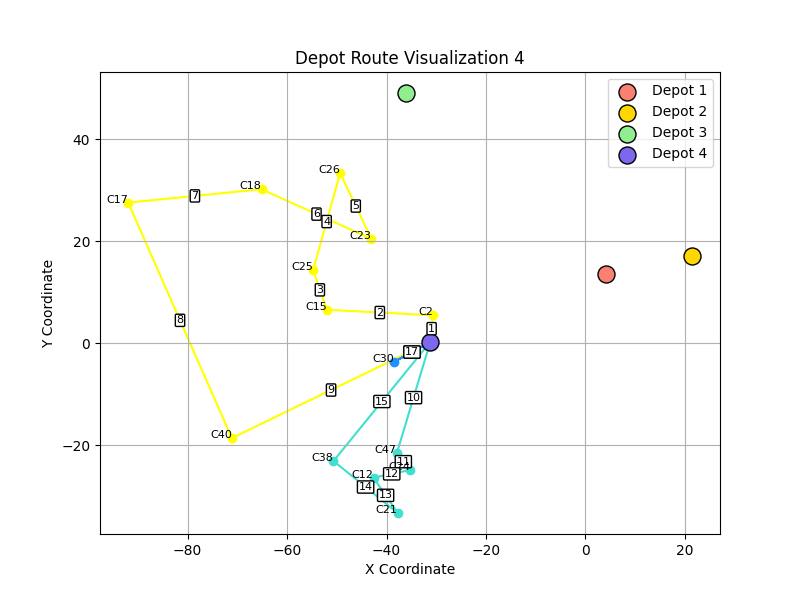 Depot Route Visualization 4
Depot 1
Depot 2
Depot 3
Depot 4
Y Coordinate
40
20
0
−20
C26
C18
7
C17
5
6
4
C23
C25
3
C15
2
C2
8
1
17
C30
9
10
15
C40
C47
C38
11
12
C12
14
13
C21
−80
−60
−40
−20
0
20
X Coordinate